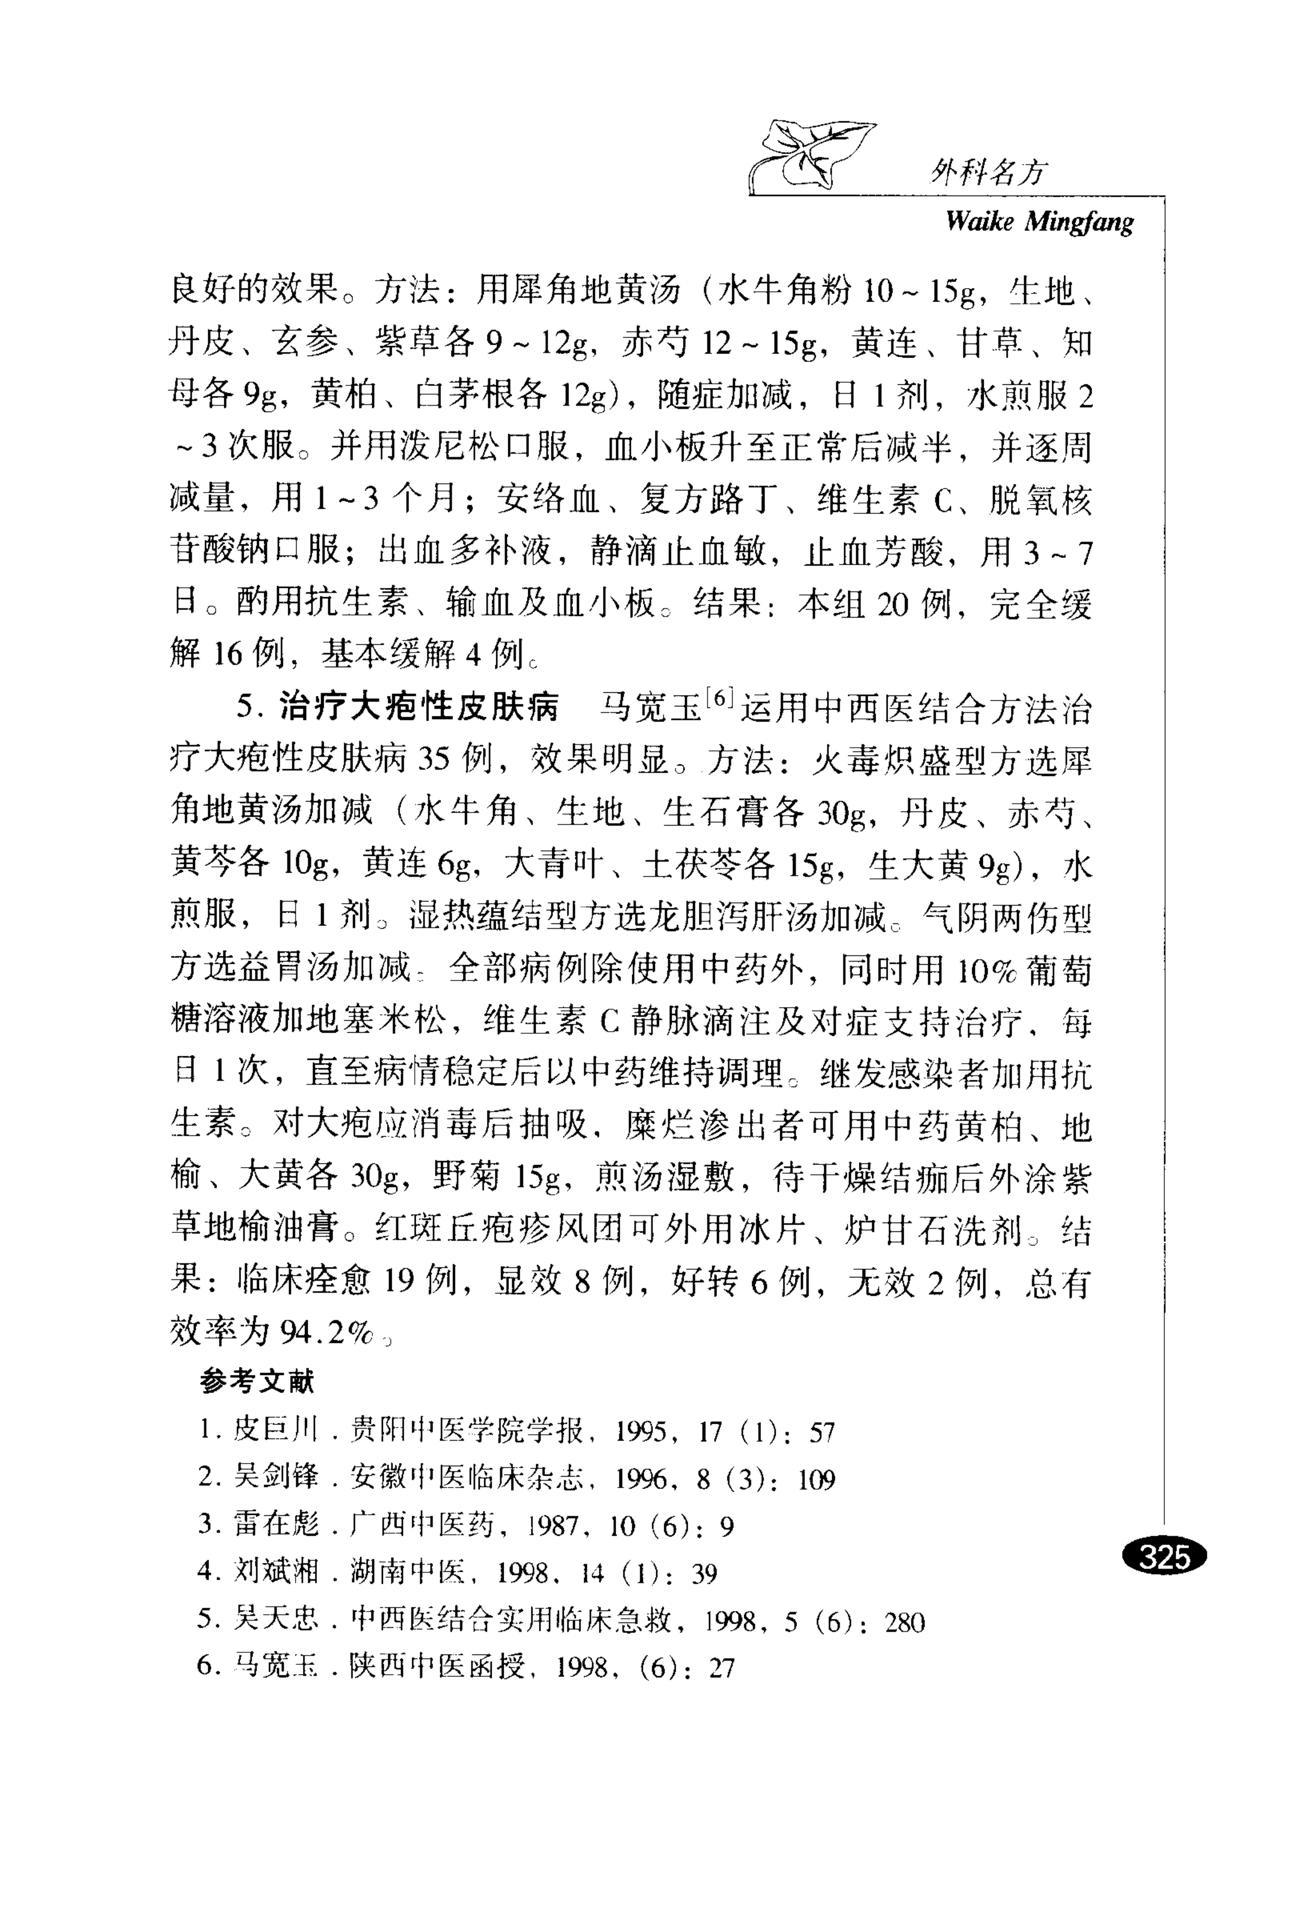 外科名方
Waike Mingfang
良好的效果。方法：用犀角地黄汤（水牛角粉 10～15g，生地、
丹皮、玄参、紫草各 9～12g，赤芍 12～15g，黄连、甘草、知
母各 9g，黄柏、白茅根各 12g），随症加减，日 1 剂，水煎服 2
～3 次服。并用泼尼松口服，血小板升至正常后减半，并逐周
减量，用 1～3 个月；安络血、复方路丁、维生素 C、脱氧核
苷酸钠口服；出血多补液，静滴止血敏，止血芳酸，用 3～7
日。酌用抗生素、输血及血小板。结果：本组 20 例，完全缓
解 16 例，基本缓解 4 例。
5. 治疗大疱性皮肤病 马宽玉[6]运用中西医结合方法治
疗大疱性皮肤病 35 例，效果明显。方法：火毒炽盛型方选犀
角地黄汤加减（水牛角、生地、生石膏各 30g，丹皮、赤芍、
黄芩各 10g，黄连 6g，大青叶、土茯苓各 15g，生大黄 9g），水
煎服，日 1 剂。湿热蕴结型方选龙胆泻肝汤加减。气阴两伤型
方选益胃汤加减。全部病例除使用中药外，同时用 10% 葡萄
糖溶液加地塞米松，维生素 C 静脉滴注及对症支持治疗，每
日 1 次，直至病情稳定后以中药维持调理。继发感染者加用抗
生素。对大疱应消毒后抽吸，糜烂渗出者可用中药黄柏、地
榆、大黄各 30g，野菊 15g，煎汤湿敷，待干燥结痂后外涂紫
草地榆油膏。红斑丘疱疹风团可外用冰片、炉甘石洗剂。结
果：临床痊愈 19 例，显效 8 例，好转 6 例，无效 2 例，总有
效率为 94.2%。
参考文献
1. 皮巨川．贵阳中医学院学报，1995，17（1）：57
2. 吴剑锋．安徽中医临床杂志，1996，8（3）：109
3. 雷在彪．广西中医药，1987，10（6）：9
4. 刘斌湘．湖南中医，1998，14（1）：39
5. 吴天忠．中西医结合实用临床急救，1998，5（6）：280
6. 马宽玉．陕西中医函授，1998，（6）：27
325